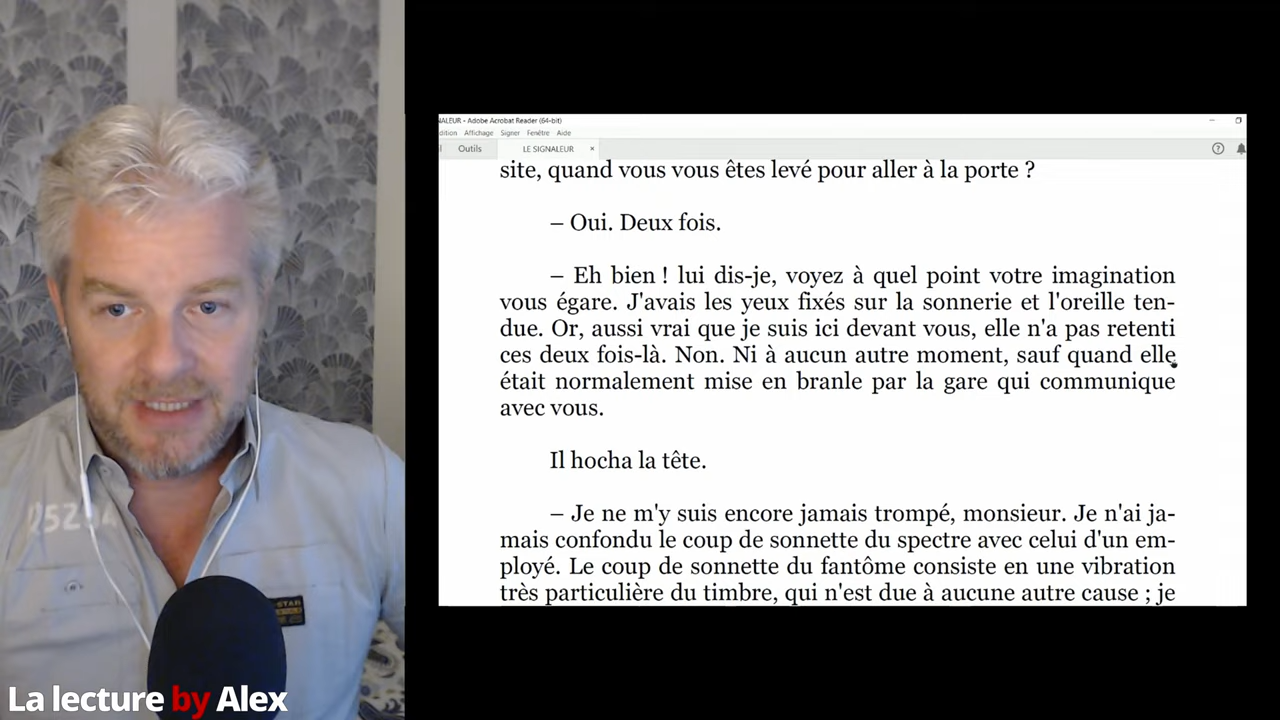 NALEUR - Adobe Acrobat Reader (64-bit)
dition Affichage Signer Fenêtre Aide
Outils LE SIGNALEUR ×
site, quand vous vous êtes levé pour aller à la porte ?
– Oui. Deux fois.
– Eh bien ! lui dis-je, voyez à quel point votre imagination
vous égare. J'avais les yeux fixés sur la sonnerie et l'oreille ten-
due. Or, aussi vrai que je suis ici devant vous, elle n'a pas retenti
ces deux fois-là. Non. Ni à aucun autre moment, sauf quand elle
était normalement mise en branle par la gare qui communique
avec vous.
Il hocha la tête.
– Je ne m'y suis encore jamais trompé, monsieur. Je n'ai ja-
mais confondu le coup de sonnette du spectre avec celui d'un em-
ployé. Le coup de sonnette du fantôme consiste en une vibration
très particulière du timbre, qui n'est due à aucune autre cause ; je
La lecture by Alex